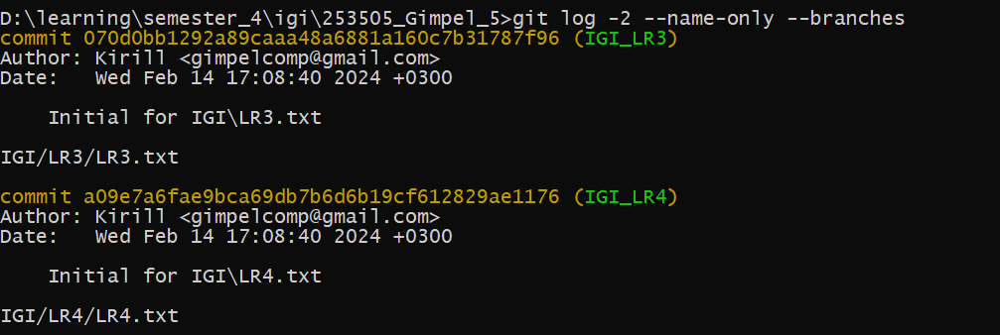 D:\learning\semester_4\igi\253505_Gimpel_5>git log -2 --name-only --branches
commit 070d0bb1292a89caaa48a6881a160c7b31787f96 (IGI_LR3)
Author: Kirill <gimpelcomp@gmail.com>
Date:   Wed Feb 14 17:08:40 2024 +0300
    Initial for IGI\LR3.txt
IGI/LR3/LR3.txt
commit a09e7a6fae9bca69db7b6d6b19cf612829ae1176 (IGI_LR4)
Author: Kirill <gimpelcomp@gmail.com>
Date:   Wed Feb 14 17:08:40 2024 +0300
    Initial for IGI\LR4.txt
IGI/LR4/LR4.txt